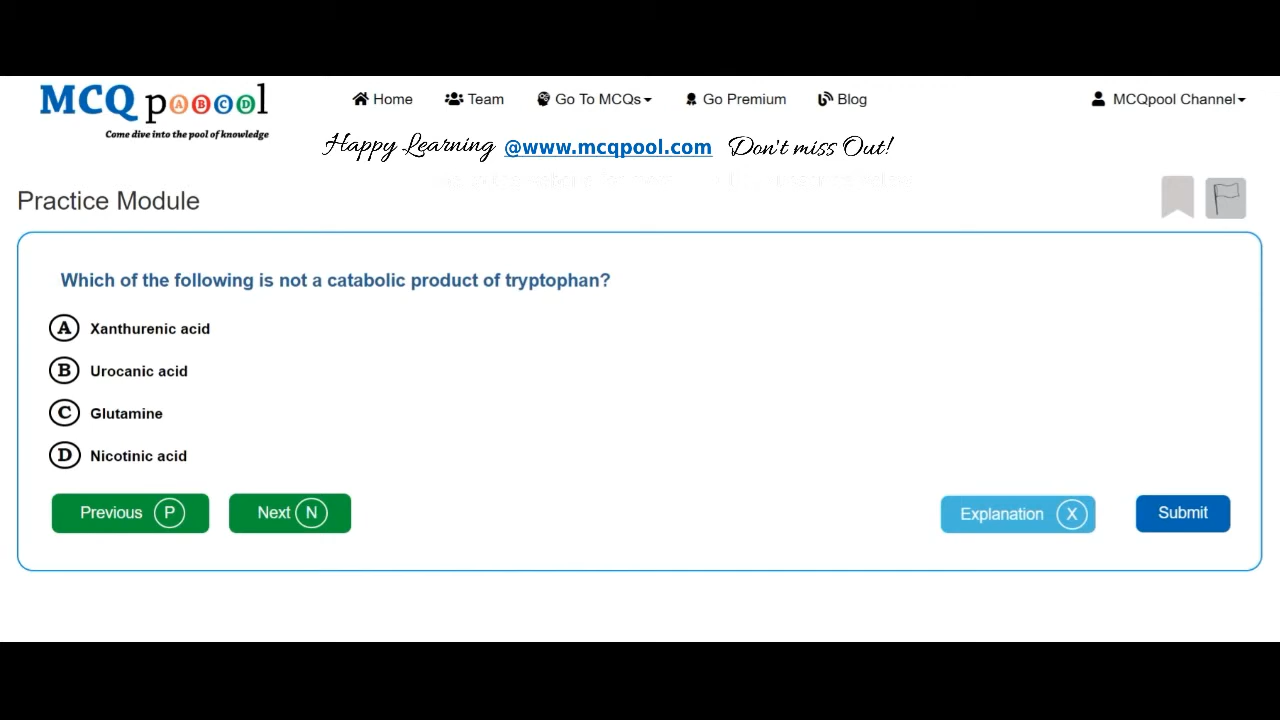 MCQ pooool
Come dive into the pool of knowledge
Home Team Go To MCQs Go Premium Blog MCQpool Channel
Happy Learning @www.mcqpool.com Don't miss Out!
Practice Module
Which of the following is not a catabolic product of tryptophan?
A Xanthurenic acid
B Urocanic acid
C Glutamine
D Nicotinic acid
Previous P Next N Explanation X Submit